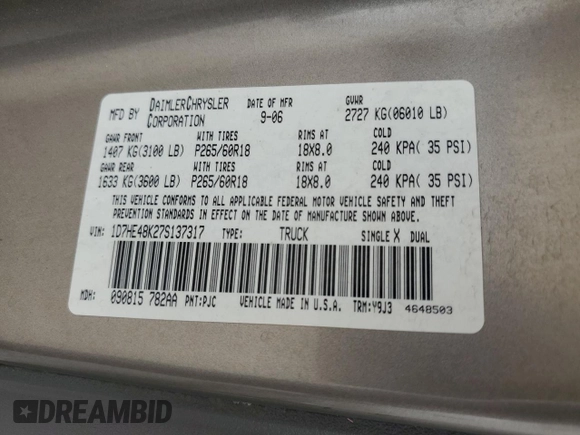 MFD BY DAIMLERCHRYSLER CORPORATION DATE OF MFR 9-06 GVWR 2727 KG(06010 LB)
GAWR FRONT WITH TIRES RIMS AT COLD
1407 KG(3100 LB) P265/60R18 18X8.0 240 KPA( 35 PSI)
GAWR REAR WITH TIRES RIMS AT COLD
1633 KG(3600 LB) P265/60R18 18X8.0 240 KPA( 35 PSI)
THIS VEHICLE CONFORMS TO ALL APPLICABLE FEDERAL MOTOR VEHICLE SAFETY AND THEFT
PREVENTION STANDARDS IN EFFECT ON THE DATE OF MANUFACTURE SHOWN ABOVE.
VIN: 1D7HE48K27S137317 TYPE: TRUCK SINGLE X DUAL
MDH: 090815 782AA PNT:PJC VEHICLE MADE IN U.S.A. TRM:Y9J3 4648503
DREAMBID